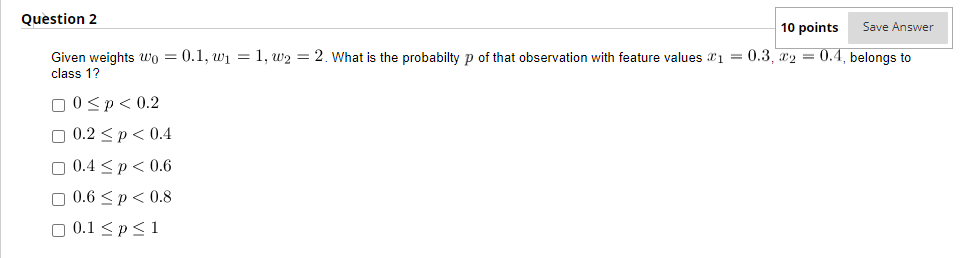 Question 2
10 points
Save Answer
Given weights w₀ = 0.1, w₁ = 1, w₂ = 2. What is the probabilty p of that observation with feature values x₁ = 0.3, x₂ = 0.4, belongs to
class 1?
0 ≤ p < 0.2
0.2 ≤ p < 0.4
0.4 ≤ p < 0.6
0.6 ≤ p < 0.8
0.1 ≤ p ≤ 1